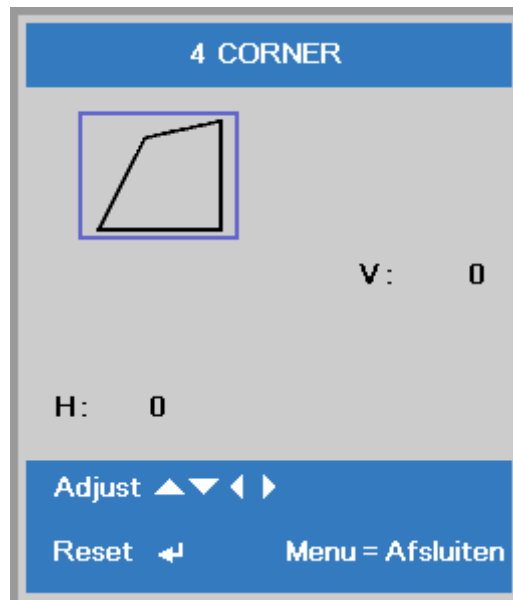 4 CORNER
V: 0
H: 0
Adjust ▲▼◀▶
Reset ↵ Menu = Afsluiten